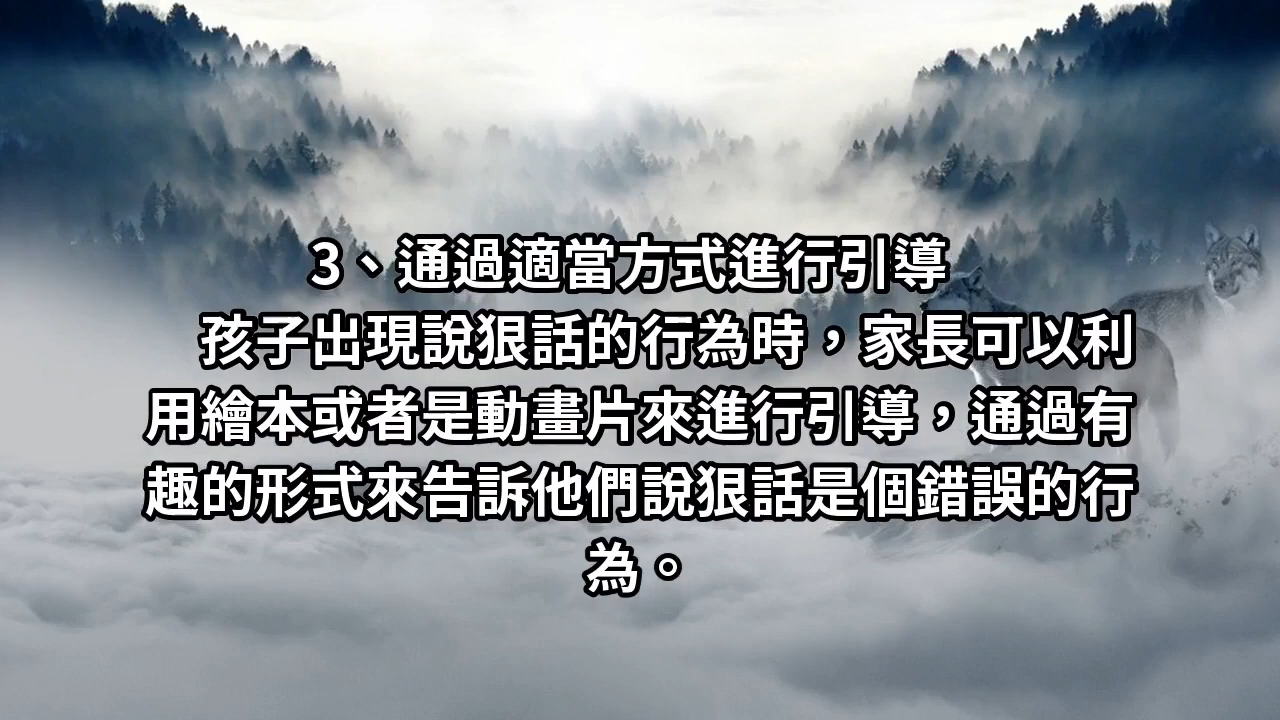 3、通過適當方式進行引導
孩子出現說狠話的行為時，家長可以利
用繪本或者是動畫片來進行引導，通過有
趣的形式來告訴他們說狠話是個錯誤的行
為。